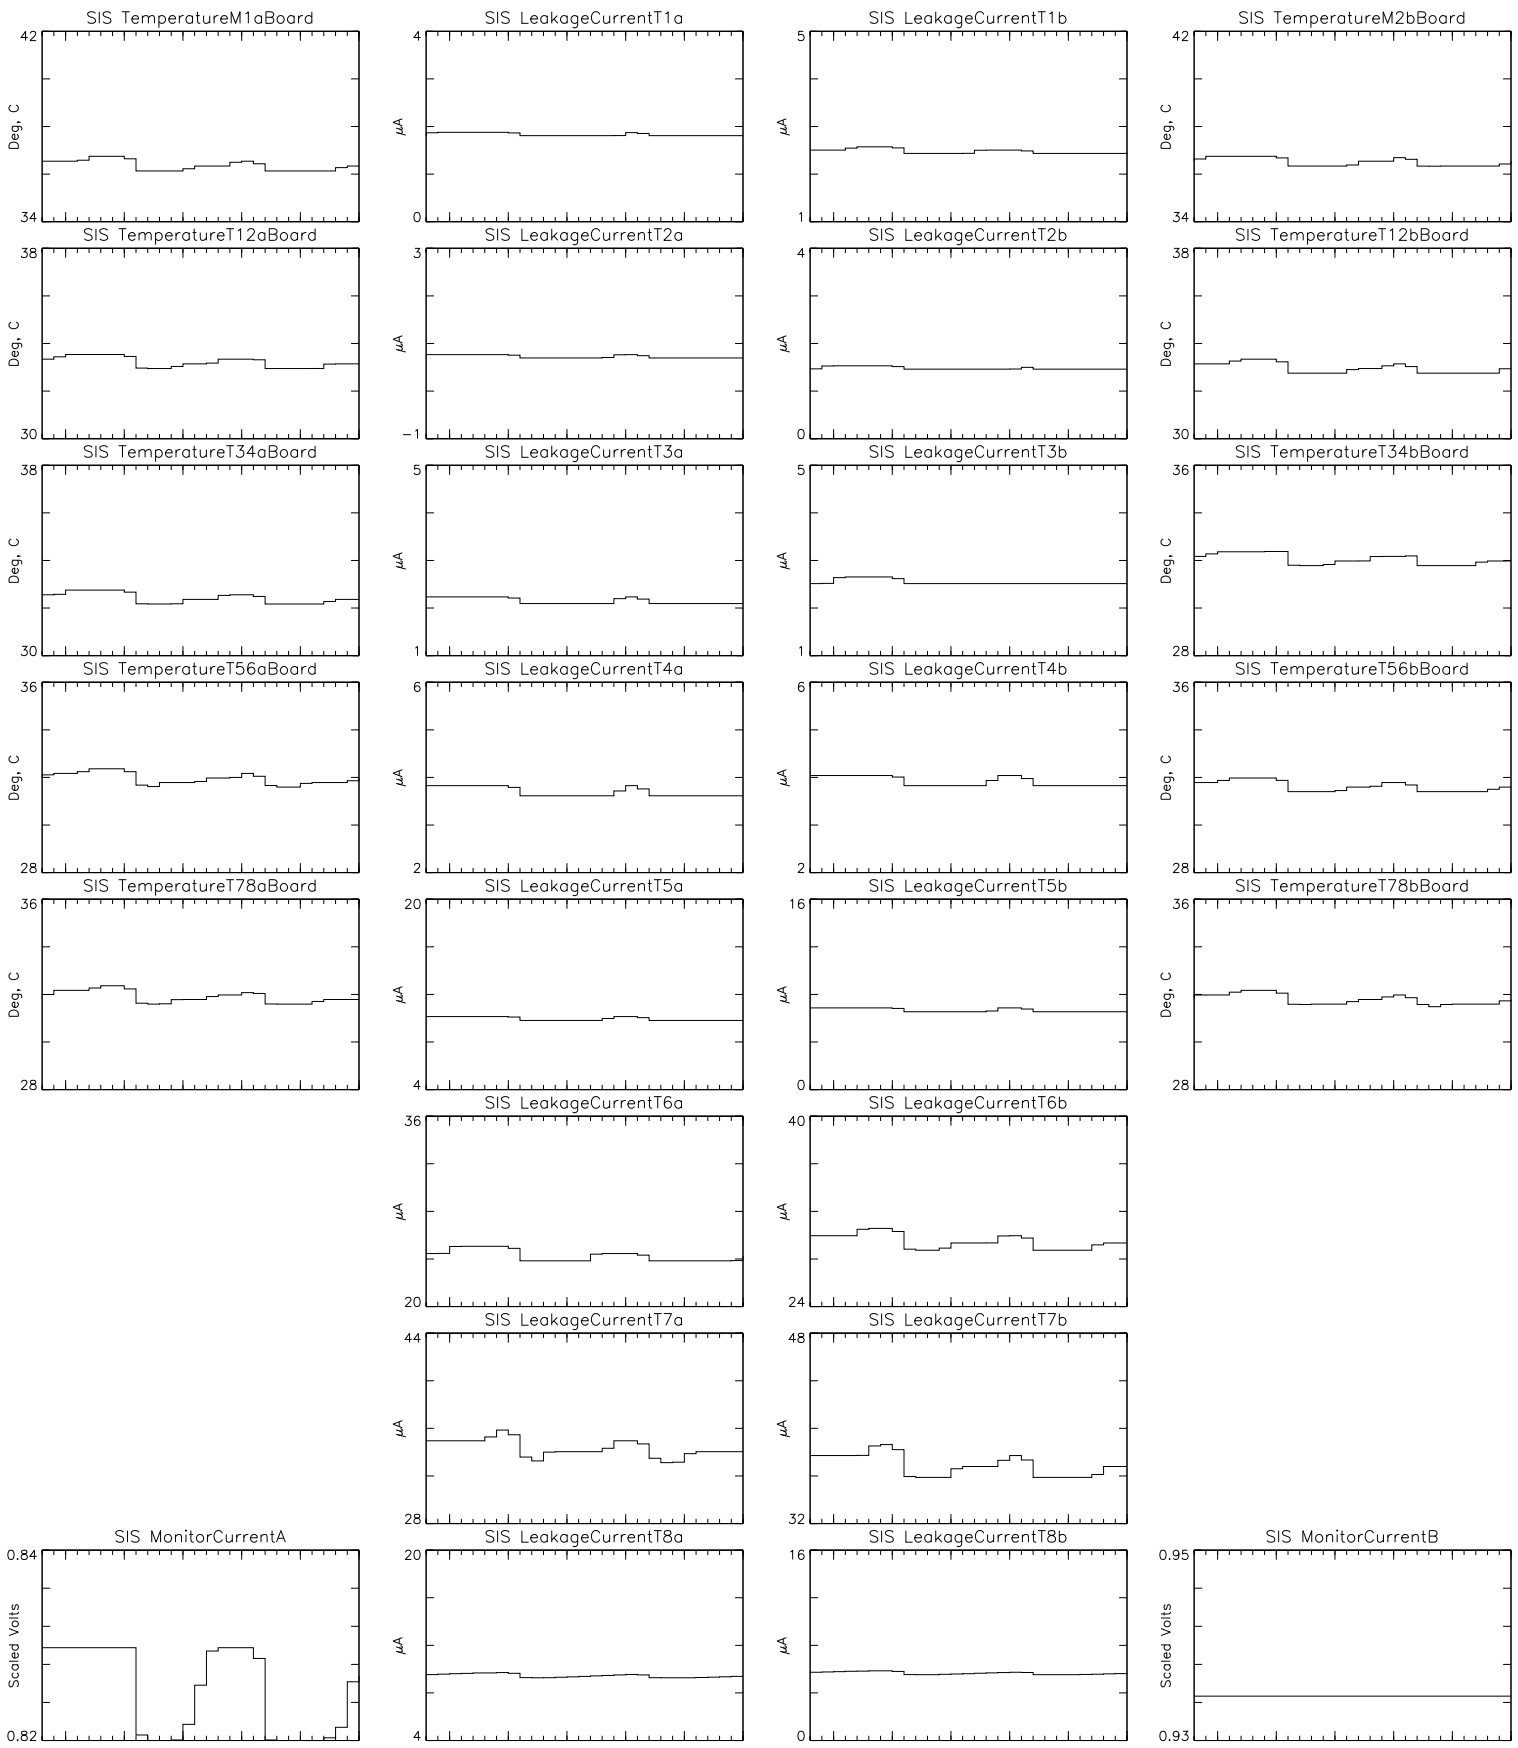 SIS TemperatureM1aBoard
42
Deg, C
34
SIS LeakageCurrentT1a
4
μA
0
SIS LeakageCurrentT1b
5
μA
1
SIS TemperatureM2bBoard
42
Deg, C
34
SIS TemperatureT12aBoard
38
Deg, C
30
SIS LeakageCurrentT2a
3
μA
−1
SIS LeakageCurrentT2b
4
μA
0
SIS TemperatureT12bBoard
38
Deg, C
30
SIS TemperatureT34aBoard
38
Deg, C
30
SIS LeakageCurrentT3a
5
μA
1
SIS LeakageCurrentT3b
5
μA
1
SIS TemperatureT34bBoard
36
Deg, C
28
SIS TemperatureT56aBoard
36
Deg, C
28
SIS LeakageCurrentT4a
6
μA
2
SIS LeakageCurrentT4b
6
μA
2
SIS TemperatureT56bBoard
36
Deg, C
28
SIS TemperatureT78aBoard
36
Deg, C
28
SIS LeakageCurrentT5a
20
μA
4
SIS LeakageCurrentT5b
16
μA
0
SIS TemperatureT78bBoard
36
Deg, C
28
SIS LeakageCurrentT6a
36
μA
20
SIS LeakageCurrentT6b
40
μA
24
SIS LeakageCurrentT7a
44
μA
28
SIS LeakageCurrentT7b
48
μA
32
SIS MonitorCurrentA
0.84
Scaled Volts
0.82
SIS LeakageCurrentT8a
20
μA
4
SIS LeakageCurrentT8b
16
μA
0
SIS MonitorCurrentB
0.95
Scaled Volts
0.93